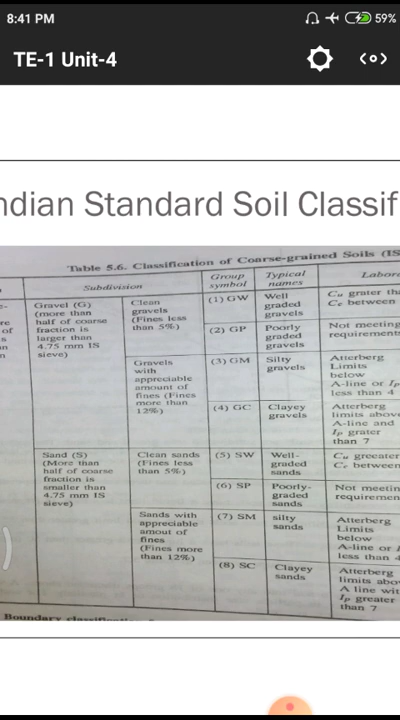 8:41 PM
59%
TE-1 Unit-4
ndian Standard Soil Classif
Table 5.6. Classification of Coarse-grained Soils (IS
Subdivision
Group
symbol
Typical
names
Labora
Gravel (G)
(more than
half of coarse
fraction is
larger than
4.75 mm IS
sieve)
Clean
gravels
(Fines less
than 5%)
(1) GW
Well
graded
gravels
Cu grater tha
Cc between
(2) GP
Poorly
graded
gravels
Not meeting
requirements
Gravels
with
appreciable
amount of
fines (Fines
more than
12%)
(3) GM
Silty
gravels
Atterberg
Limits
below
A-line or Ip
less than 4
(4) GC
Clayey
gravels
Atterberg
limits above
A-line and
Ip grater
than 7
Sand (S)
(More than
half of coarse
fraction is
smaller than
4.75 mm IS
sieve)
Clean sands
(Fines less
than 5%)
(5) SW
Well-
graded
sands
Cu greater
Cc between
(6) SP
Poorly-
graded
sands
Not meetin
requiremen
Sands with
appreciable
amout of
fines
(Fines more
than 12%)
(7) SM
silty
sands
Atterberg
Limits
below
A-line or
less than 4
(8) SC
Clayey
sands
Atterberg
limits abo
A line wit
Ip greater
than 7
Boundary classification